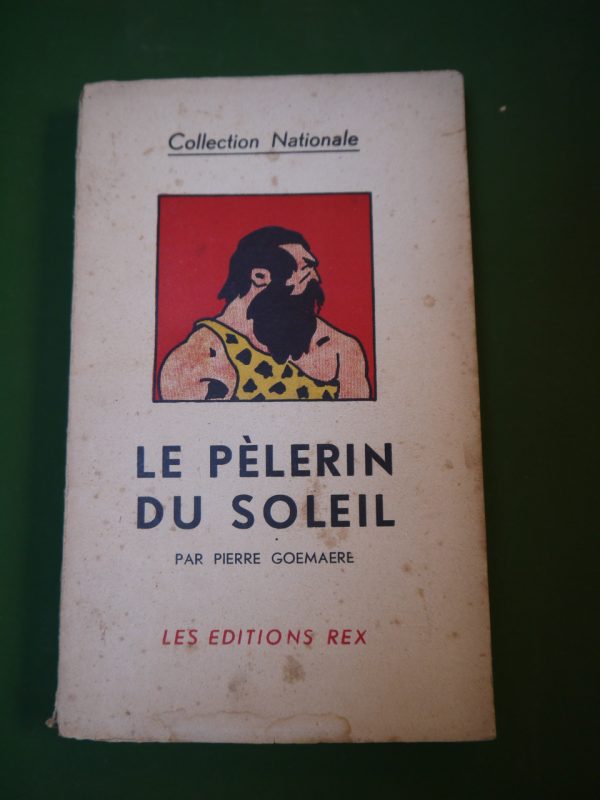 Collection Nationale
LE PÈLERIN
DU SOLEIL
PAR PIERRE GOEMAERE
LES EDITIONS REX